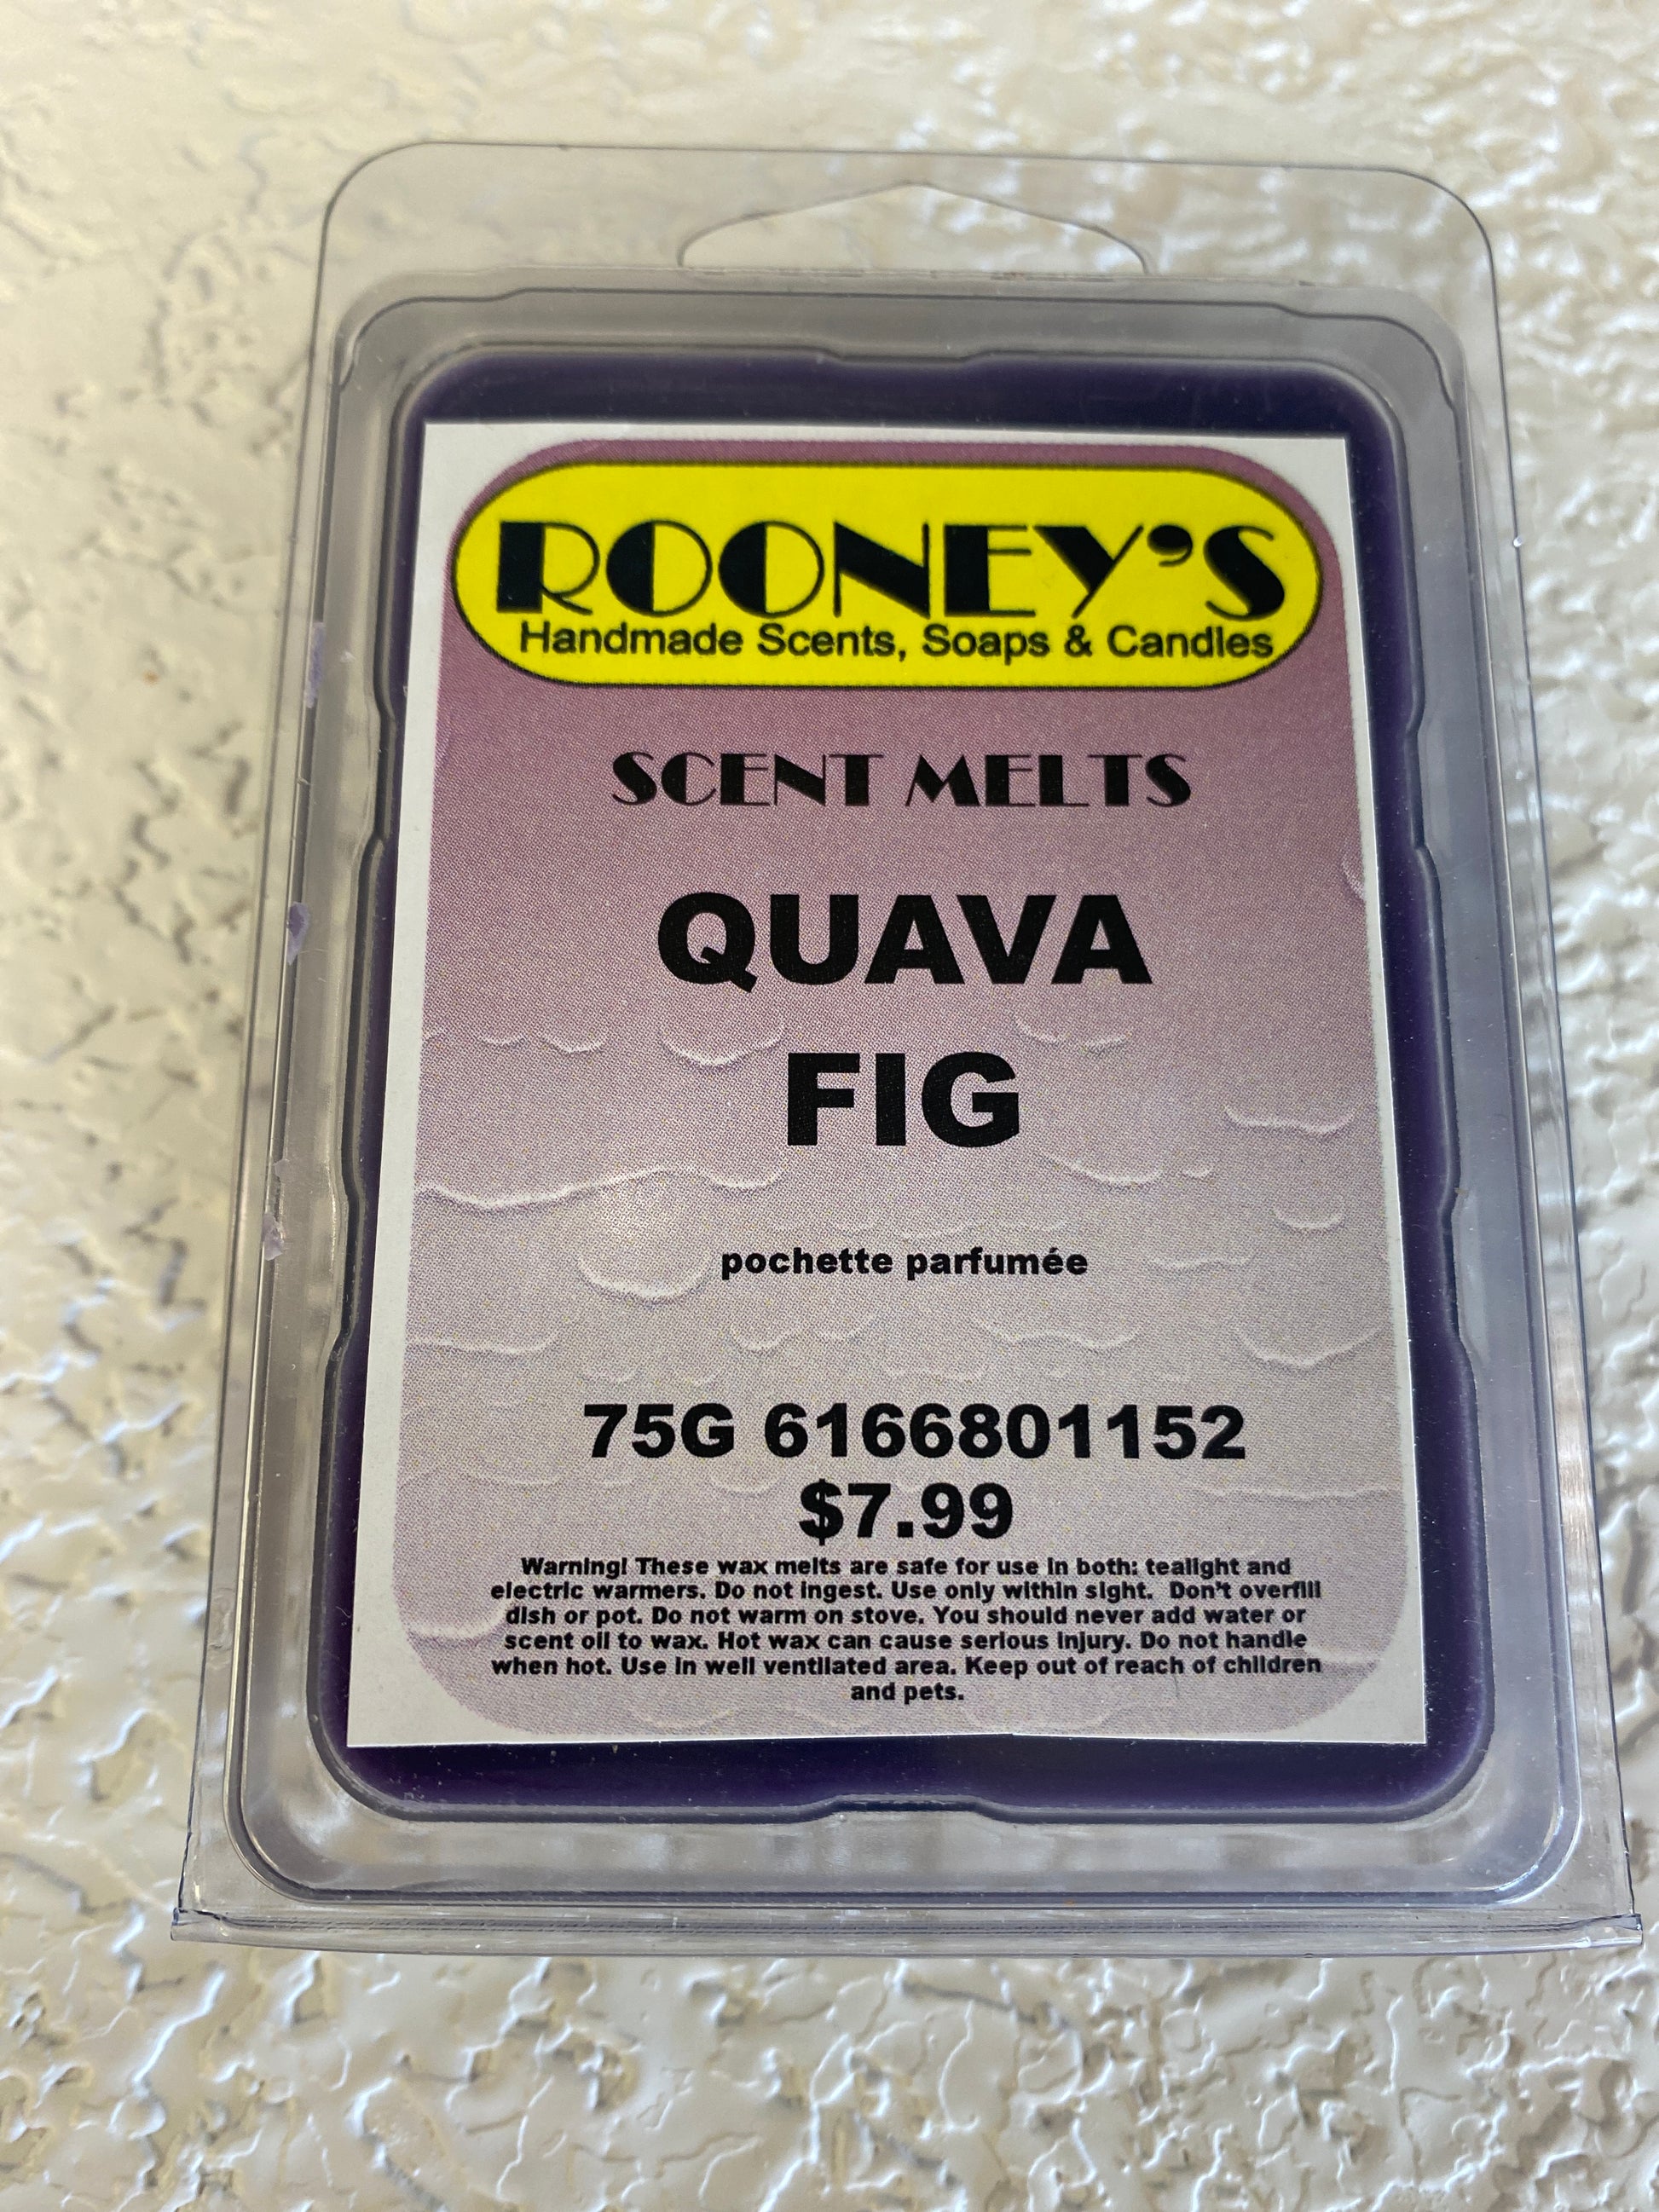 ROONEY'S
Handmade Scents, Soaps & Candles
SCENT MELTS
QUAVA
FIG
pochette parfumée
75G 6166801152
$7.99
Warning! These wax melts are safe for use in both: tealight and
electric warmers. Do not ingest. Use only within sight. Don't overfill
dish or pot. Do not warm on stove. You should never add water or
scent oil to wax. Hot wax can cause serious injury. Do not handle
when hot. Use in well ventilated area. Keep out of reach of children
and pets.